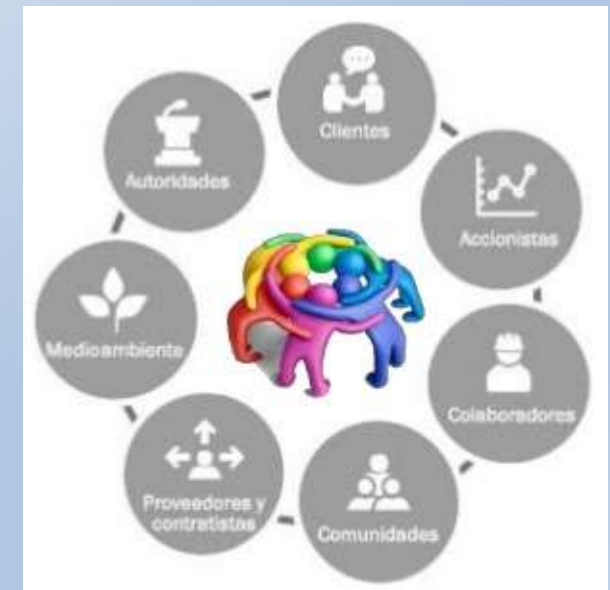 Clientes
Accionistas
Colaboradores
Comunidades
Proveedores y
contratistas
Medioambiente
Autoridades